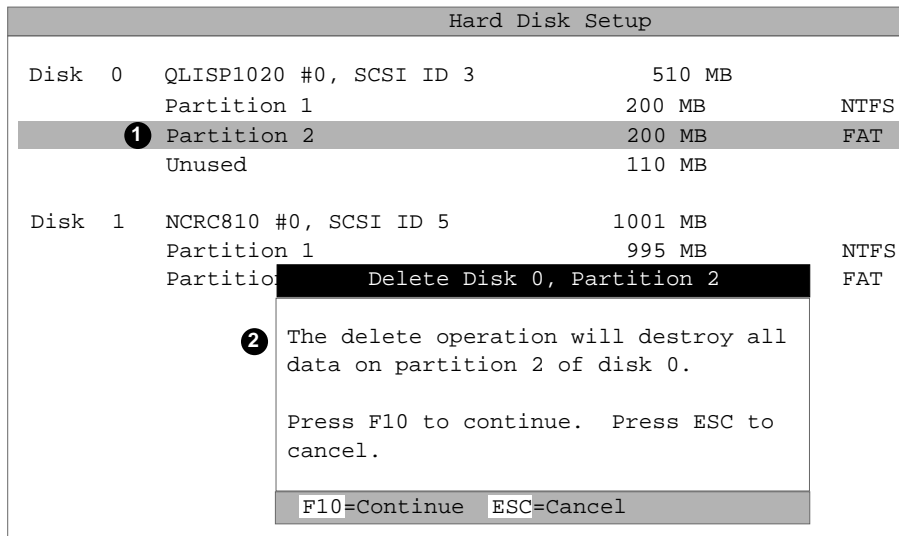 Hard Disk Setup
Disk 0 QLISP1020 #0, SCSI ID 3 510 MB
Partition 1 200 MB NTFS
1 Partition 2 200 MB FAT
Unused 110 MB
Disk 1 NCRC810 #0, SCSI ID 5 1001 MB
Partition 1 995 MB NTFS
Partitio FAT
Delete Disk 0, Partition 2
2 The delete operation will destroy all
data on partition 2 of disk 0.
Press F10 to continue. Press ESC to
cancel.
F10=Continue ESC=Cancel